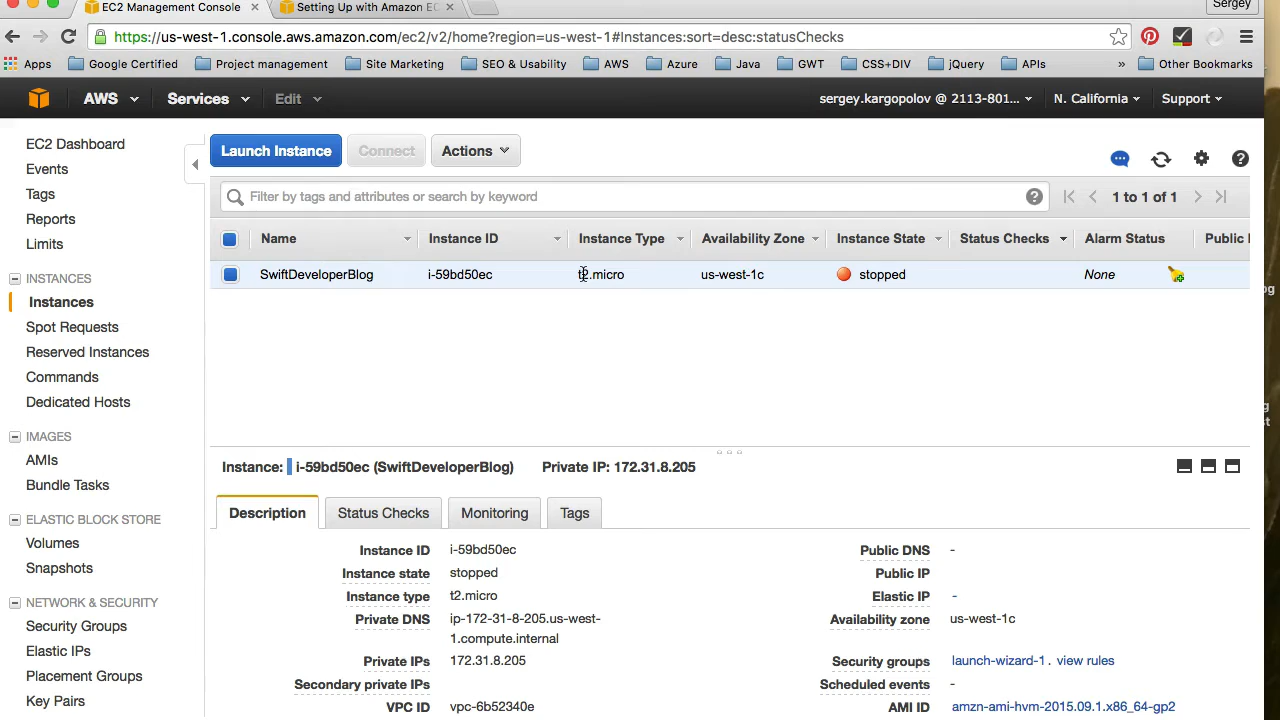 EC2 Management Console
Setting Up with Amazon EC
Sergey
https://us-west-1.console.aws.amazon.com/ec2/v2/home?region=us-west-1#Instances:sort=desc:statusChecks
Apps Google Certified Project management Site Marketing SEO & Usability AWS Azure Java GWT CSS+DIV jQuery APIs » Other Bookmarks
AWS Services Edit sergey.kargopolov @ 2113-801... N. California Support
EC2 Dashboard
Events
Tags
Reports
Limits
INSTANCES
Instances
Spot Requests
Reserved Instances
Commands
Dedicated Hosts
IMAGES
AMIs
Bundle Tasks
ELASTIC BLOCK STORE
Volumes
Snapshots
NETWORK & SECURITY
Security Groups
Elastic IPs
Placement Groups
Key Pairs
Launch Instance Connect Actions
Filter by tags and attributes or search by keyword
1 to 1 of 1
Name Instance ID Instance Type Availability Zone Instance State Status Checks Alarm Status Public I
SwiftDeveloperBlog i-59bd50ec t2.micro us-west-1c stopped None
Instance: i-59bd50ec (SwiftDeveloperBlog) Private IP: 172.31.8.205
Description Status Checks Monitoring Tags
Instance ID i-59bd50ec
Instance state stopped
Instance type t2.micro
Private DNS ip-172-31-8-205.us-west-
1.compute.internal
Private IPs 172.31.8.205
Secondary private IPs
VPC ID vpc-6b52340e
Public DNS -
Public IP
Elastic IP -
Availability zone us-west-1c
Security groups launch-wizard-1. view rules
Scheduled events -
AMI ID amzn-ami-hvm-2015.09.1.x86_64-gp2